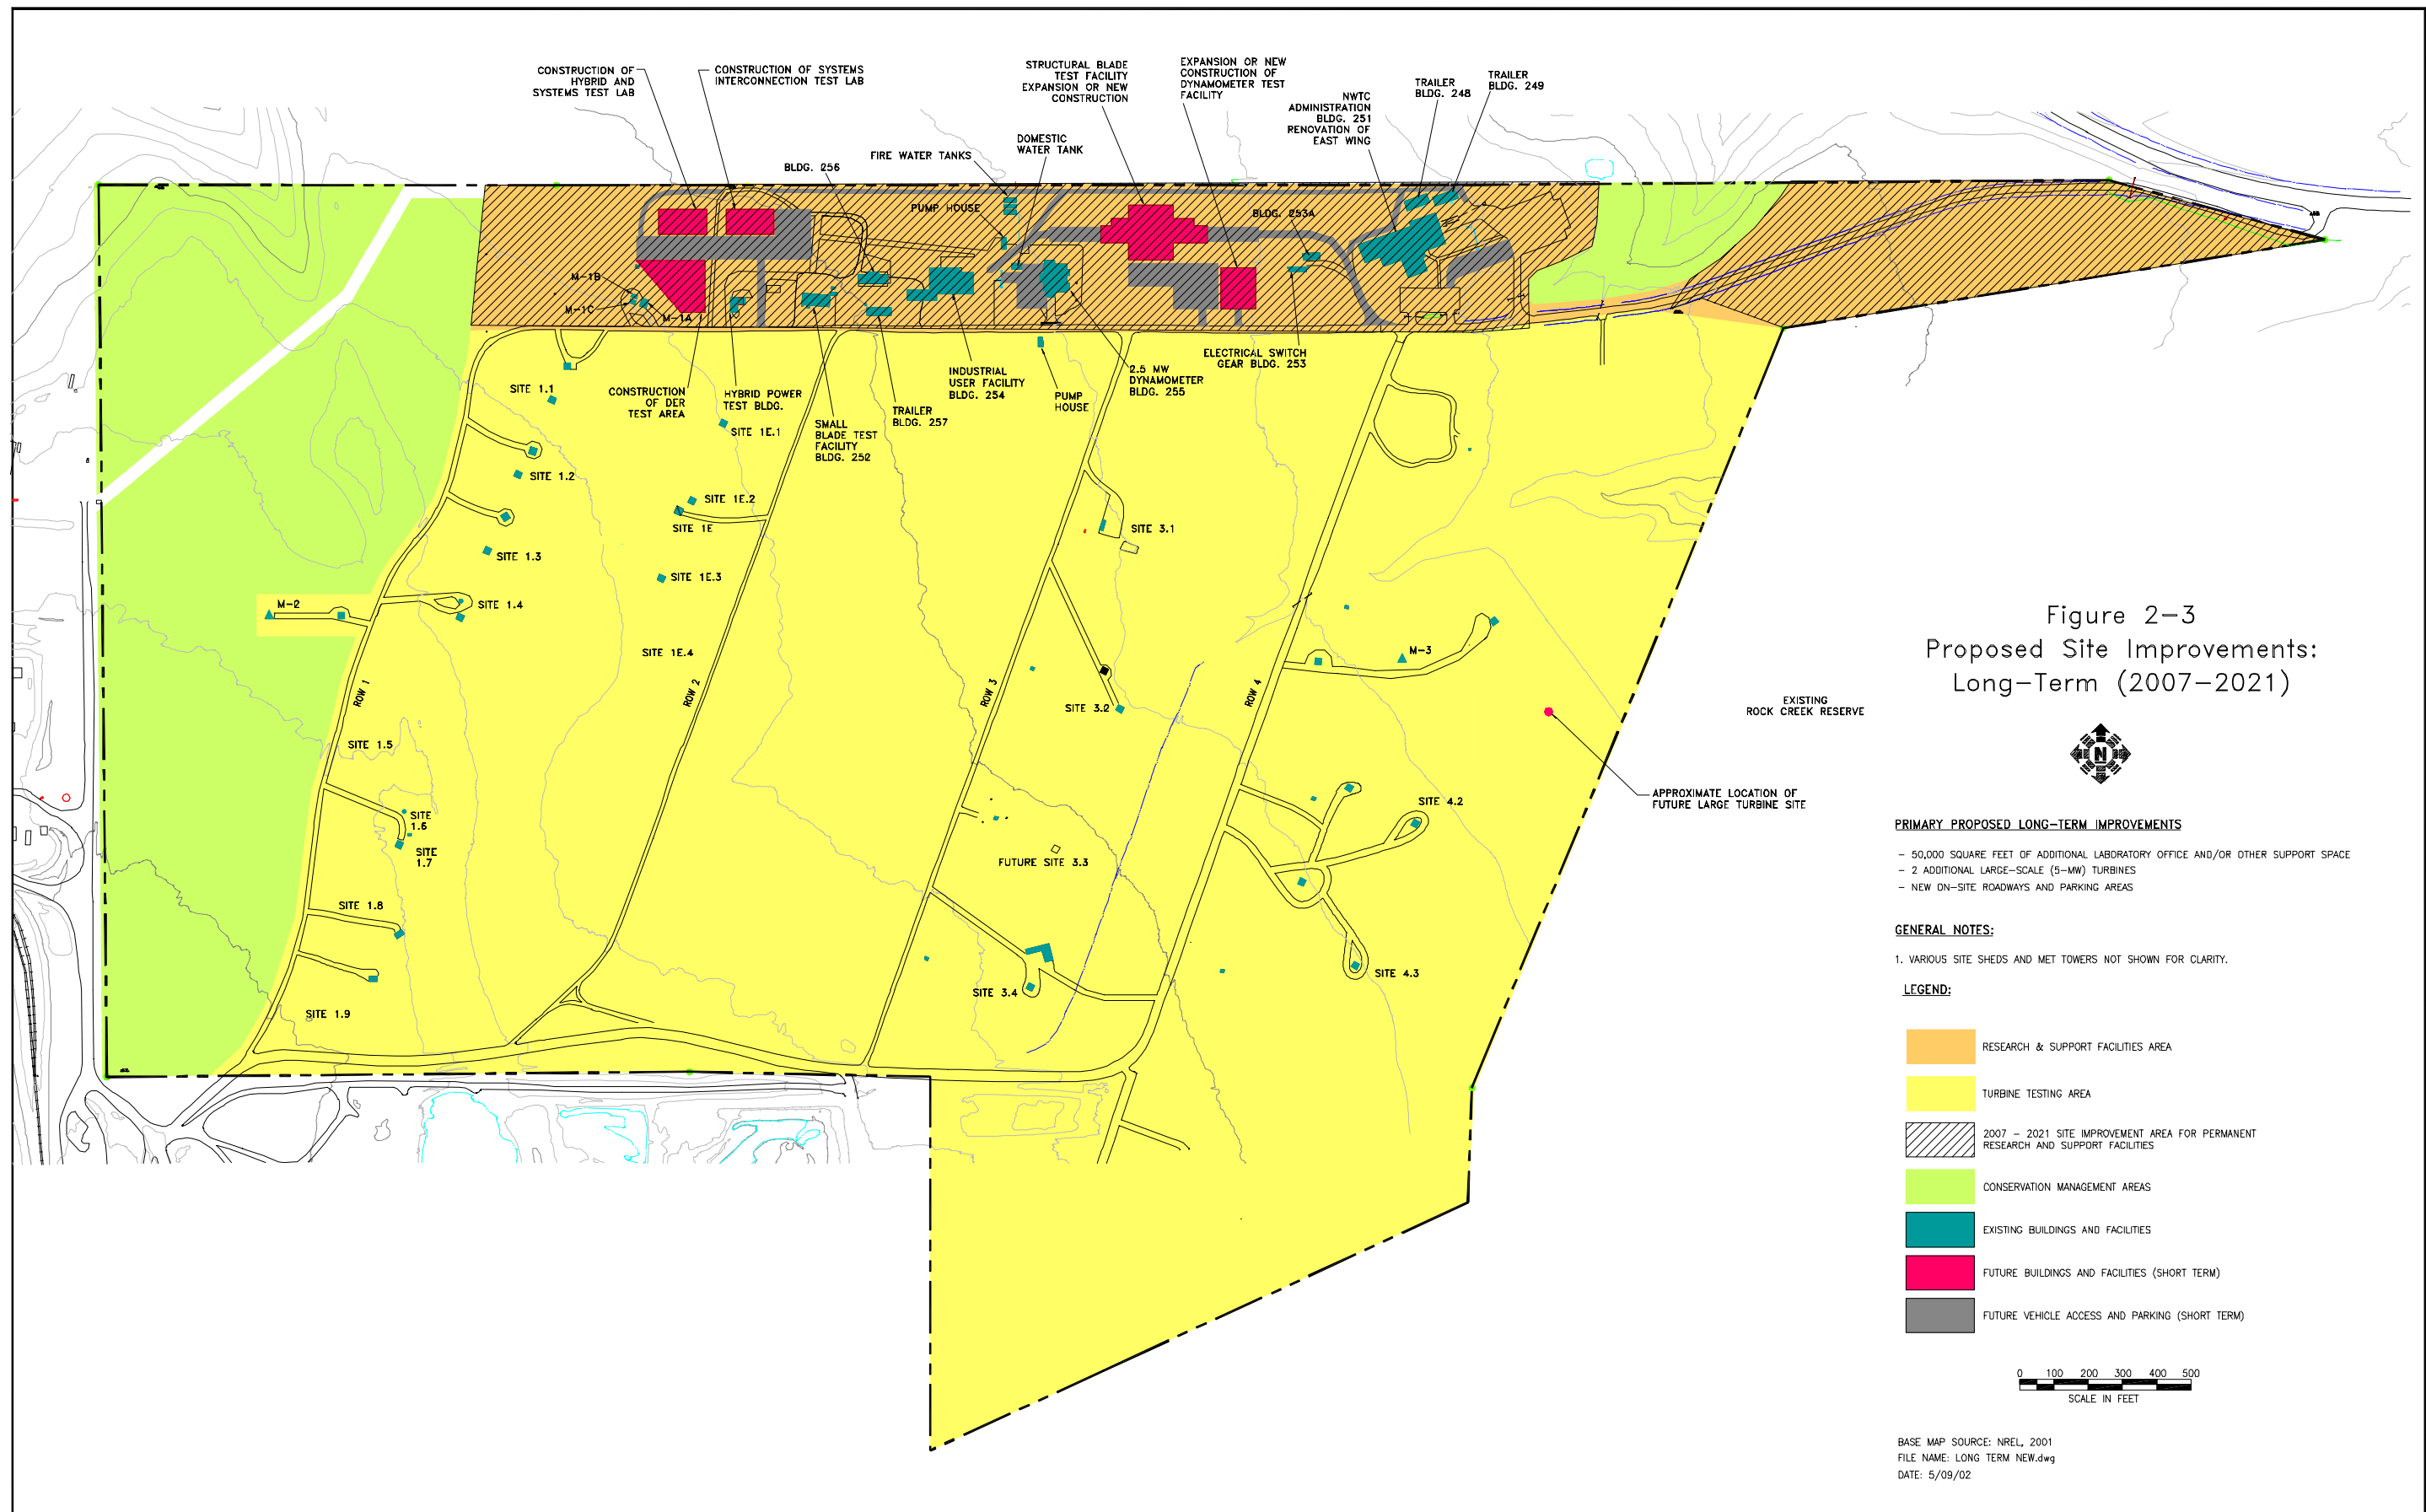 CONSTRUCTION OF
HYBRID AND
SYSTEMS TEST LAB
CONSTRUCTION OF SYSTEMS
INTERCONNECTION TEST LAB
BLDG. 256
FIRE WATER TANKS
PUMP HOUSE
DOMESTIC
WATER TANK
STRUCTURAL BLADE
TEST FACILITY
EXPANSION OR NEW
CONSTRUCTION
EXPANSION OR NEW
CONSTRUCTION OF
DYNAMOMETER TEST
FACILITY
NWTC
ADMINISTRATION
BLDG. 251
RENOVATION OF
EAST WING
TRAILER
BLDG. 248
TRAILER
BLDG. 249
BLDG. 253A
M-1B
M-1C
M-1A
SITE 1.1
CONSTRUCTION
OF DER
TEST AREA
HYBRID POWER
TEST BLDG.
SMALL
BLADE TEST
FACILITY
BLDG. 252
TRAILER
BLDG. 257
INDUSTRIAL
USER FACILITY
BLDG. 254
PUMP
HOUSE
2.5 MW
DYNAMOMETER
BLDG. 255
ELECTRICAL SWITCH
GEAR BLDG. 253
SITE 1E.1
SITE 1.2
SITE 1E.2
SITE 1E
SITE 3.1
SITE 1.3
SITE 1E.3
M-2
SITE 1.4
SITE 1E.4
M-3
ROW 1
ROW 2
ROW 3
ROW 4
SITE 3.2
SITE 1.5
SITE
1.6
SITE
1.7
FUTURE SITE 3.3
SITE 4.2
SITE 1.8
SITE 3.4
SITE 4.3
SITE 1.9
EXISTING
ROCK CREEK RESERVE
APPROXIMATE LOCATION OF
FUTURE LARGE TURBINE SITE
Figure 2-3
Proposed Site Improvements:
Long-Term (2007-2021)
N
PRIMARY PROPOSED LONG-TERM IMPROVEMENTS
- 50,000 SQUARE FEET OF ADDITIONAL LABORATORY OFFICE AND/OR OTHER SUPPORT SPACE
- 2 ADDITIONAL LARGE-SCALE (5-MW) TURBINES
- NEW ON-SITE ROADWAYS AND PARKING AREAS
GENERAL NOTES:
1. VARIOUS SITE SHEDS AND MET TOWERS NOT SHOWN FOR CLARITY.
LEGEND:
RESEARCH & SUPPORT FACILITIES AREA
TURBINE TESTING AREA
2007 - 2021 SITE IMPROVEMENT AREA FOR PERMANENT
RESEARCH AND SUPPORT FACILITIES
CONSERVATION MANAGEMENT AREAS
EXISTING BUILDINGS AND FACILITIES
FUTURE BUILDINGS AND FACILITIES (SHORT TERM)
FUTURE VEHICLE ACCESS AND PARKING (SHORT TERM)
0 100 200 300 400 500
SCALE IN FEET
BASE MAP SOURCE: NREL, 2001
FILE NAME: LONG TERM NEW.dwg
DATE: 5/09/02